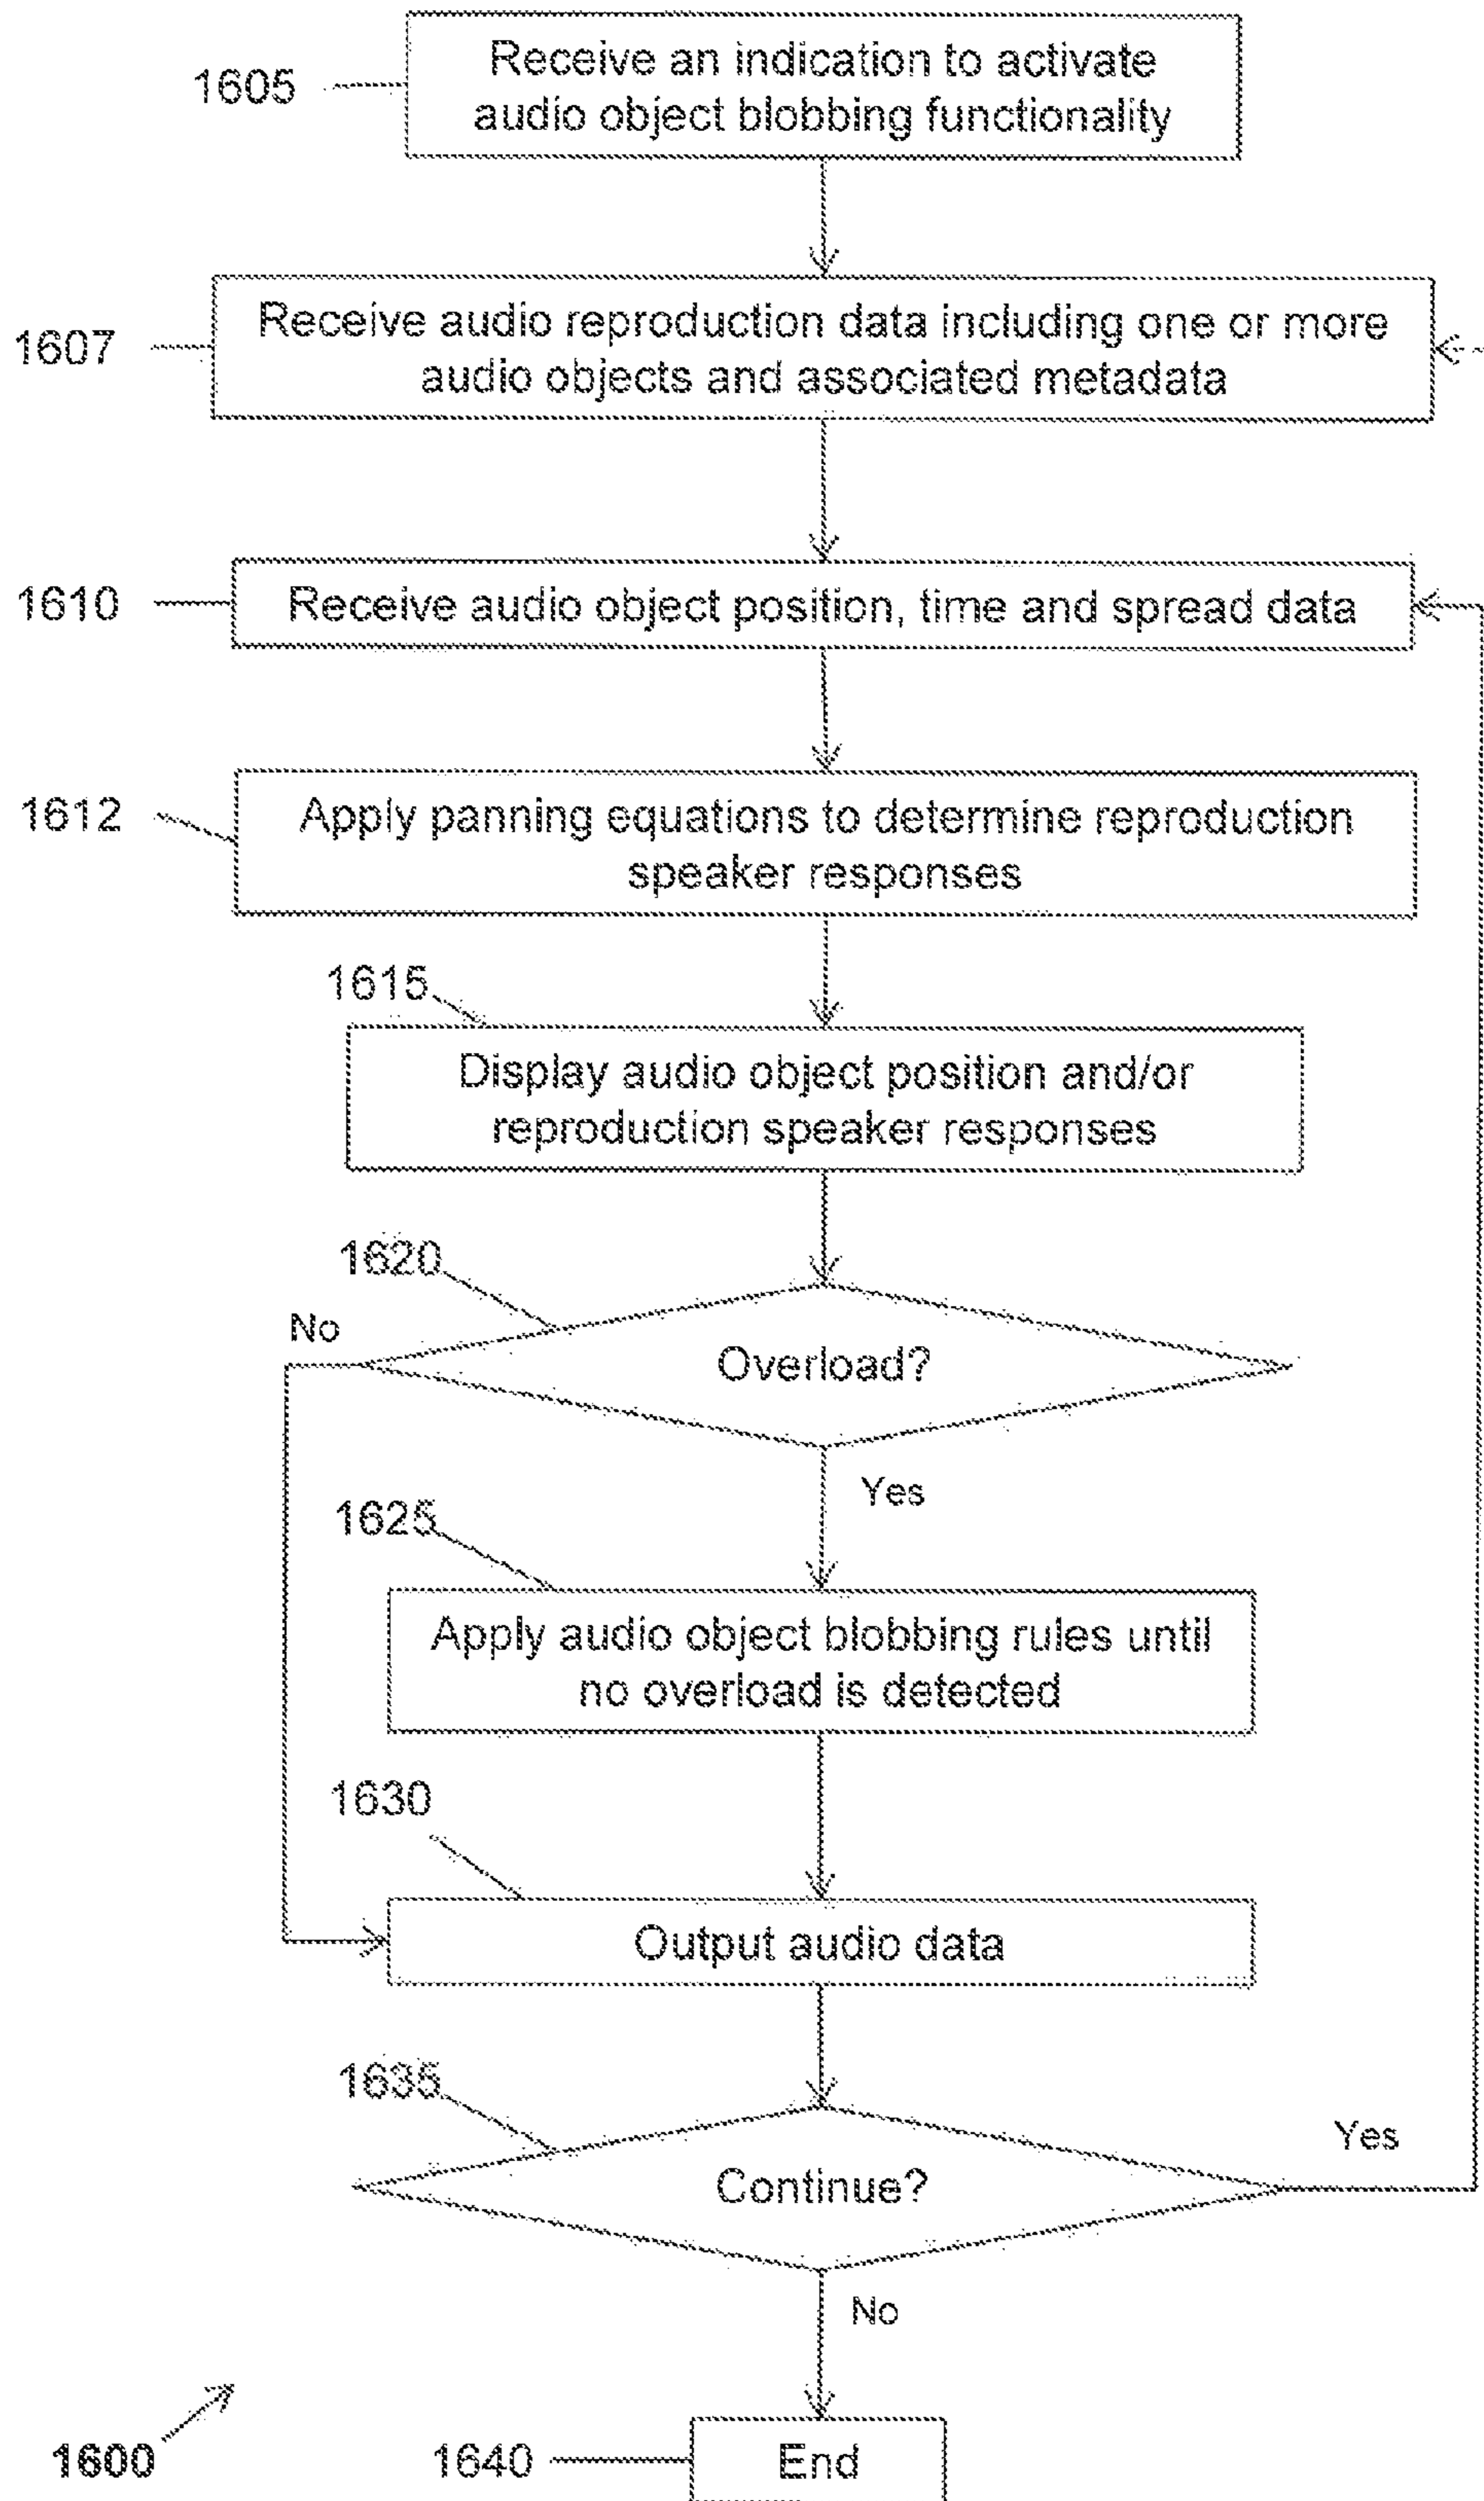 1605
Receive an indication to activate
audio object blobbing functionality
1607
Receive audio reproduction data including one or more
audio objects and associated metadata
1610
Receive audio object position, time and spread data
1612
Apply panning equations to determine reproduction
speaker responses
1615
Display audio object position and/or
reproduction speaker responses
1620
No
Overload?
Yes
1625
Apply audio object blobbing rules until
no overload is detected
1630
Output audio data
1635
Yes
Continue?
No
1600
1640
End